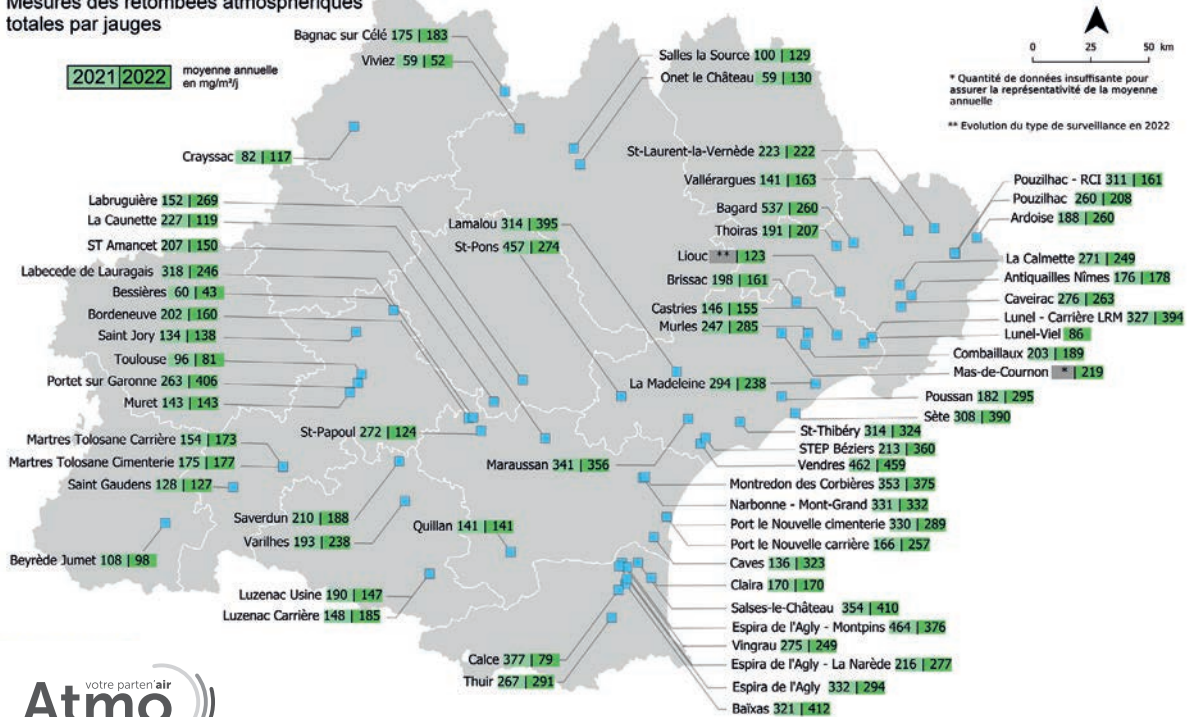 Mesures des retombées atmosphériques
totales par jauges
2021 | 2022 moyenne annuelle
en mg/m²/j
0 25 50 km
* Quantité de données insuffisante pour
assurer la représentativité de la moyenne
annuelle
** Evolution du type de surveillance en 2022
Bagnac sur Célé 175 | 183
Viviez 59 | 52
Crayssac 82 | 117
Salles la Source 100 | 129
Onet le Château 59 | 130
St-Laurent-la-Vernède 223 | 222
Vallérargues 141 | 163
Bagard 537 | 260
Thoiras 191 | 207
Liouc ** | 123
Brissac 198 | 161
Castries 146 | 155
Murles 247 | 285
La Madeleine 294 | 238
Pouzilhac - RCI 311 | 161
Pouzilhac 260 | 208
Ardoise 188 | 260
La Calmette 271 | 249
Antiquailles Nîmes 176 | 178
Caveirac 276 | 263
Lunel - Carrière LRM 327 | 394
Lunel-Viel 86
Combaillaux 203 | 189
Mas-de-Cournon * | 219
Poussan 182 | 295
Sète 308 | 390
St-Thibéry 314 | 324
STEP Béziers 213 | 360
Vendres 462 | 459
Montredon des Corbières 353 | 375
Narbonne - Mont-Grand 331 | 332
Port le Nouvelle cimenterie 330 | 289
Port le Nouvelle carrière 166 | 257
Caves 136 | 323
Claira 170 | 170
Salses-le-Château 354 | 410
Espira de l'Agly - Montpins 464 | 376
Vingrau 275 | 249
Espira de l'Agly - La Narède 216 | 277
Espira de l'Agly 332 | 294
Baïxas 321 | 412
Labruguière 152 | 269
La Caunette 227 | 119
ST Amancet 207 | 150
Labecede de Lauragais 318 | 246
Bessières 60 | 43
Bordeneuve 202 | 160
Saint Jory 134 | 138
Toulouse 96 | 81
Portet sur Garonne 263 | 406
Muret 143 | 143
Lamalou 314 | 395
St-Pons 457 | 274
St-Papoul 272 | 124
Maraussan 341 | 356
Martres Tolosane Carrière 154 | 173
Martres Tolosane Cimenterie 175 | 177
Saint Gaudens 128 | 127
Beyrède Jumet 108 | 98
Saverdun 210 | 188
Varilhes 193 | 238
Quillan 141 | 141
Luzenac Usine 190 | 147
Luzenac Carrière 148 | 185
Calce 377 | 79
Thuir 267 | 291
votre parten'air
Atmo